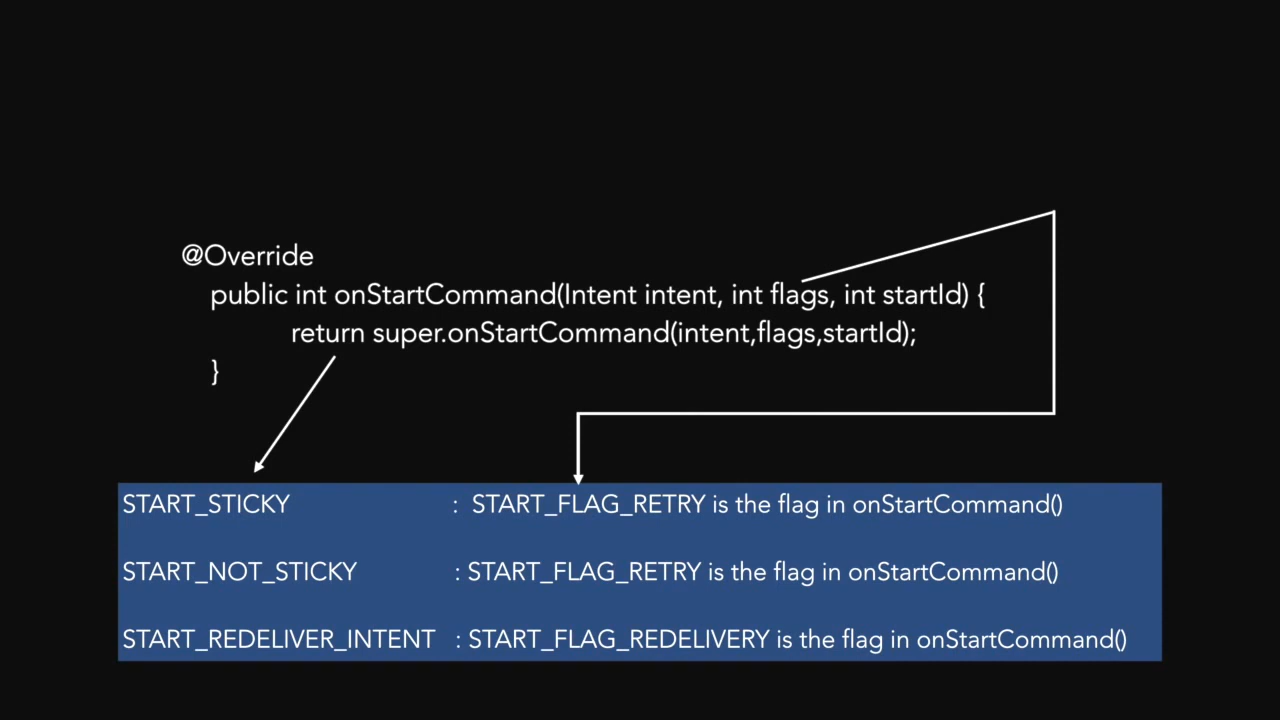 @Override
public int onStartCommand(Intent intent, int flags, int startId) {
return super.onStartCommand(intent,flags,startId);
}
START_STICKY : START_FLAG_RETRY is the flag in onStartCommand()
START_NOT_STICKY : START_FLAG_RETRY is the flag in onStartCommand()
START_REDELIVER_INTENT : START_FLAG_REDELIVERY is the flag in onStartCommand()